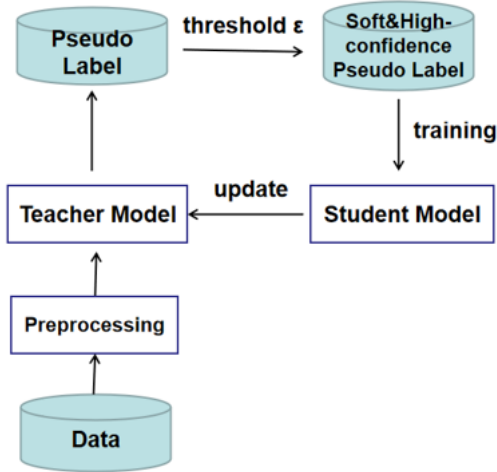 Pseudo
Label
threshold ε
Soft&High-
confidence
Pseudo Label
training
Teacher Model
update
Student Model
Preprocessing
Data